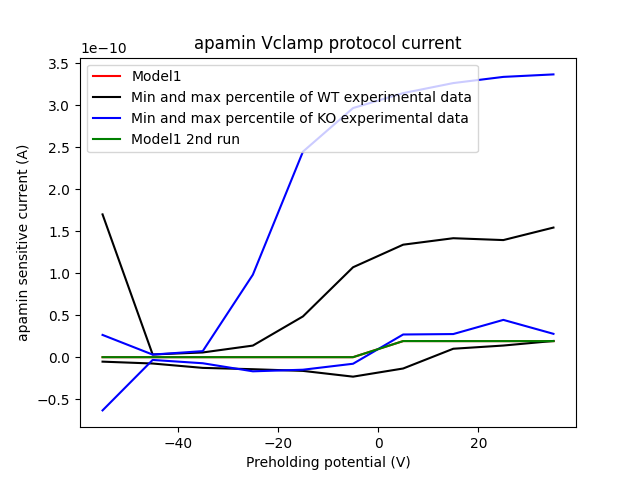 apamin Vclamp protocol current
1e−10
Model1
Min and max percentile of WT experimental data
Min and max percentile of KO experimental data
Model1 2nd run
3.5
3.0
2.5
2.0
1.5
1.0
0.5
0.0
−0.5
apamin sensitive current (A)
−40 −20 0 20
Preholding potential (V)